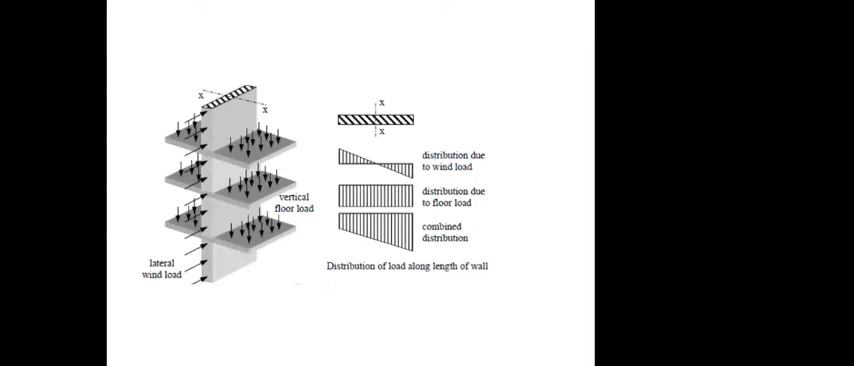 x
x
vertical
floor load
lateral
wind load
x
x
distribution due
to wind load
distribution due
to floor load
combined
distribution
Distribution of load along length of wall